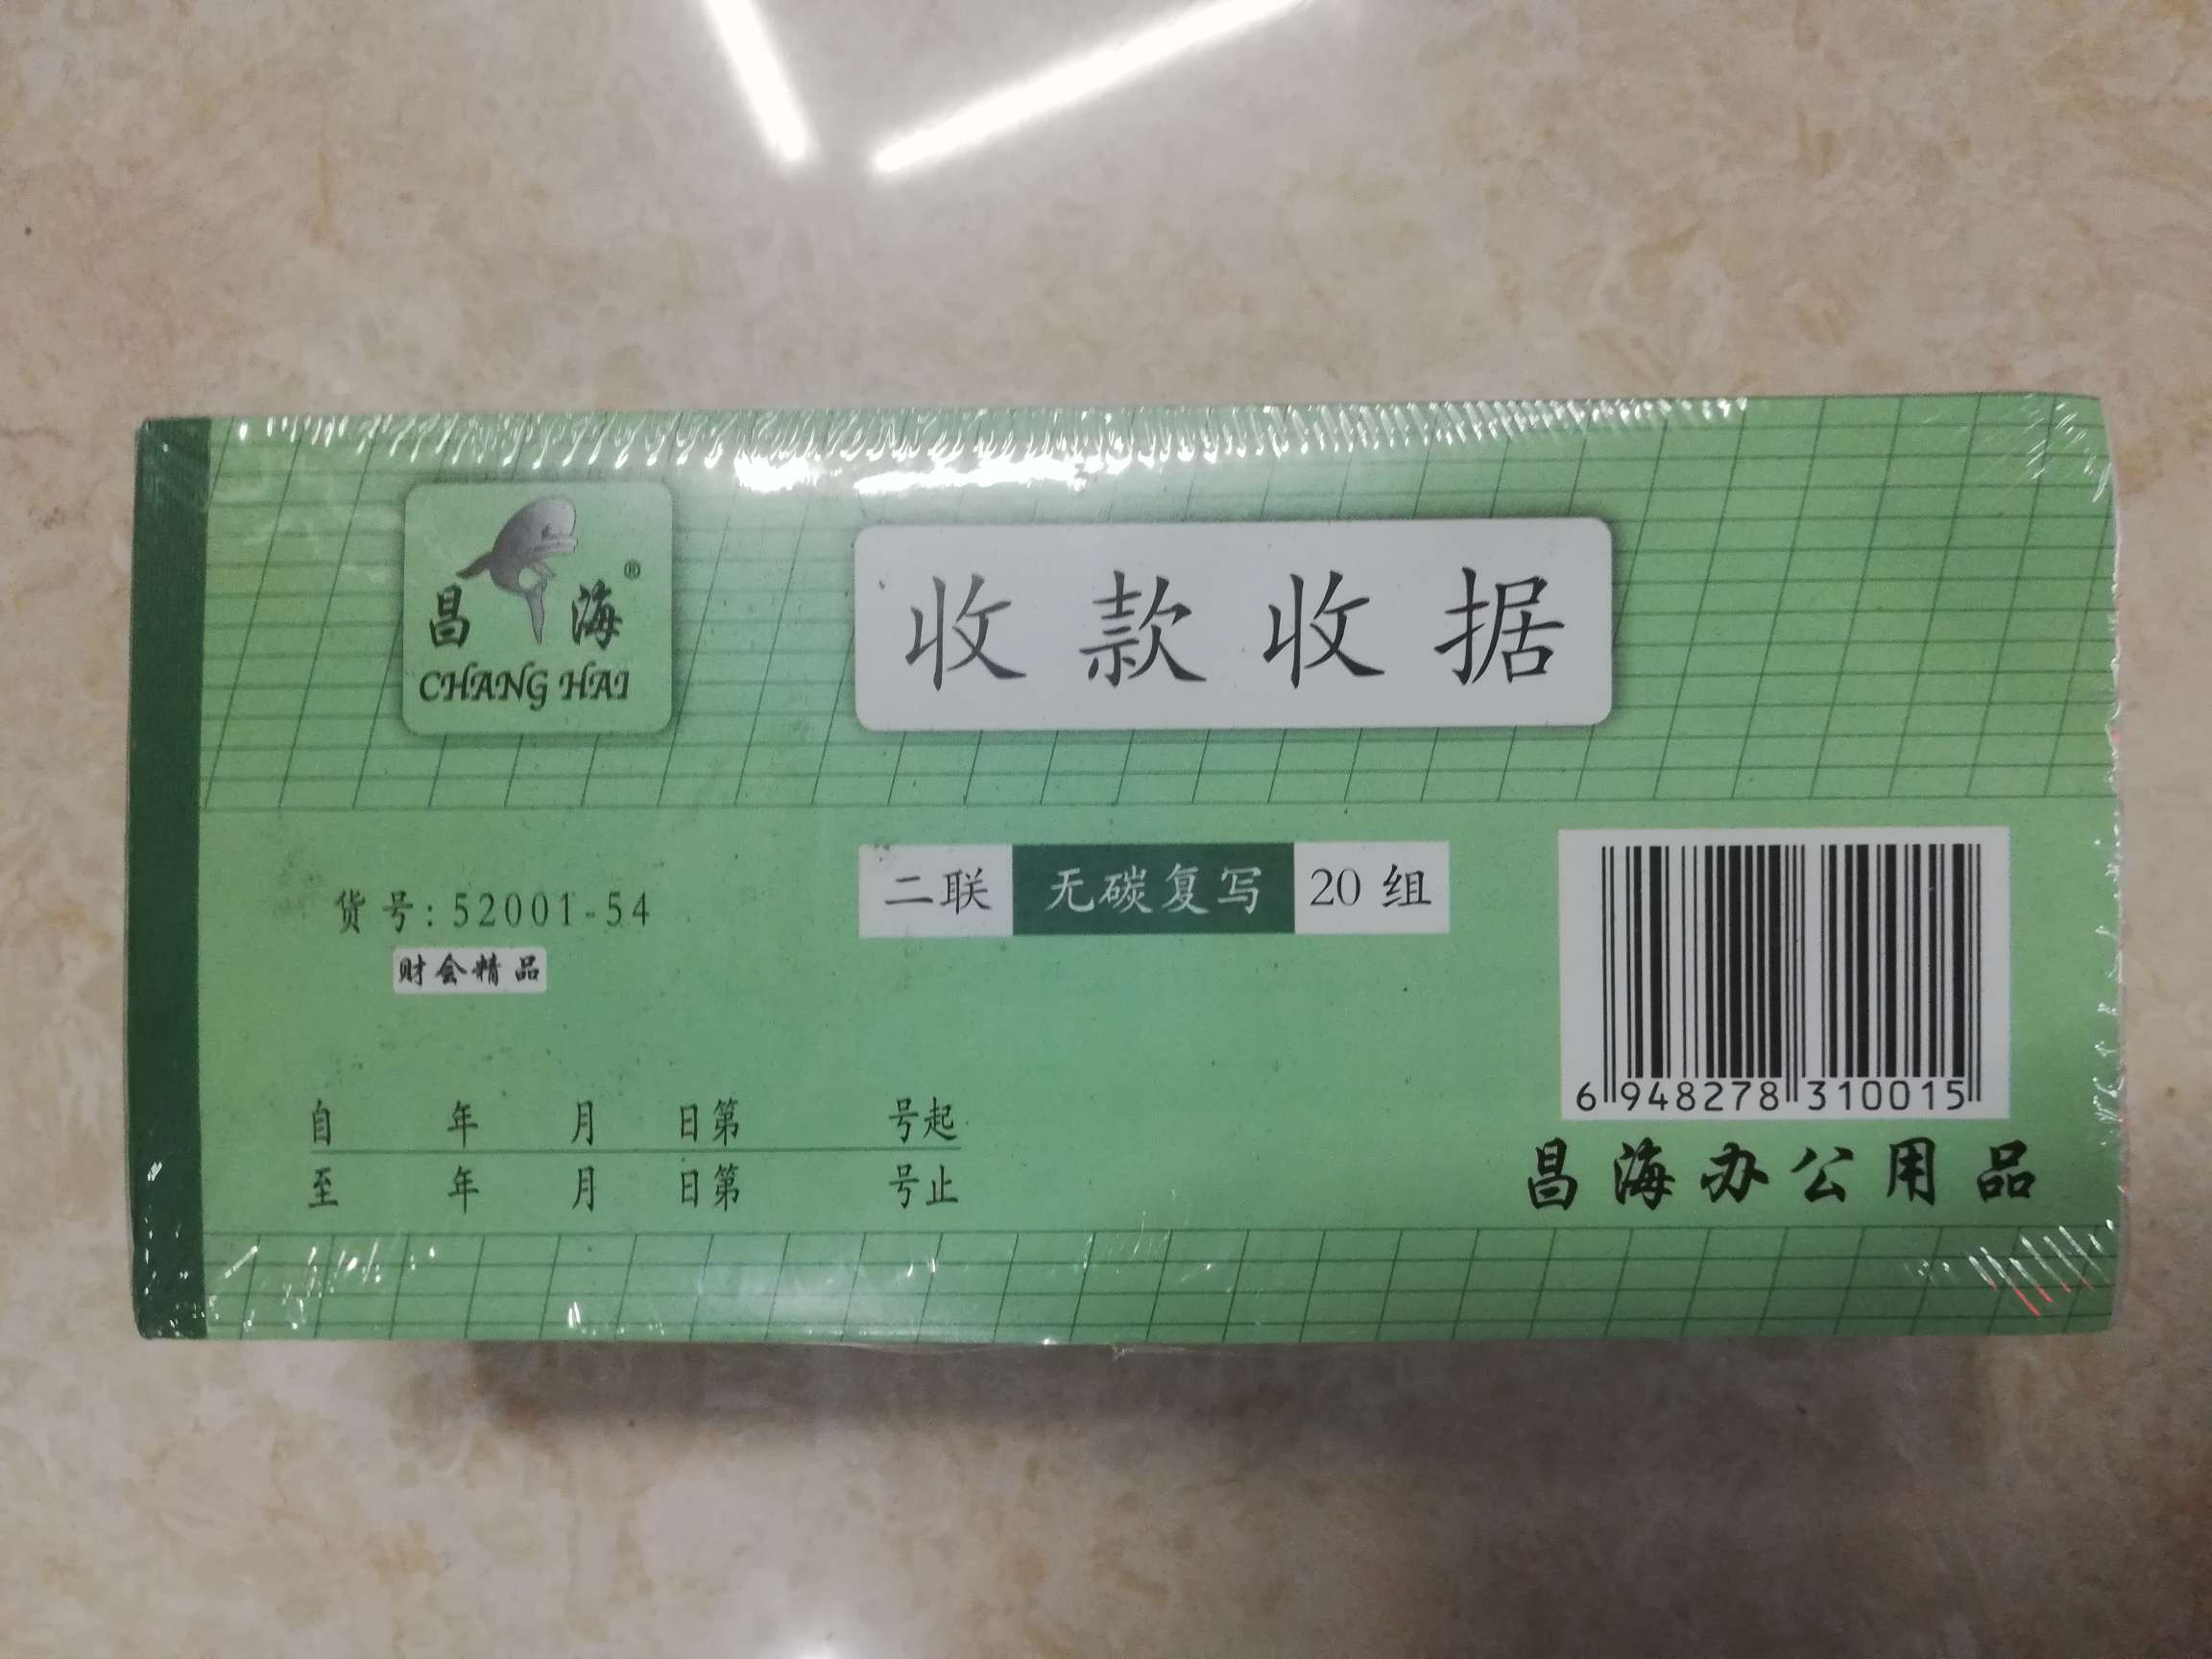 昌海®
CHANG HAI
收款收据
货号:52001-54
财会精品
二联 无碳复写 20 组
自 年 月 日第 号起
至 年 月 日第 号止
6 948278 310015
昌海办公用品